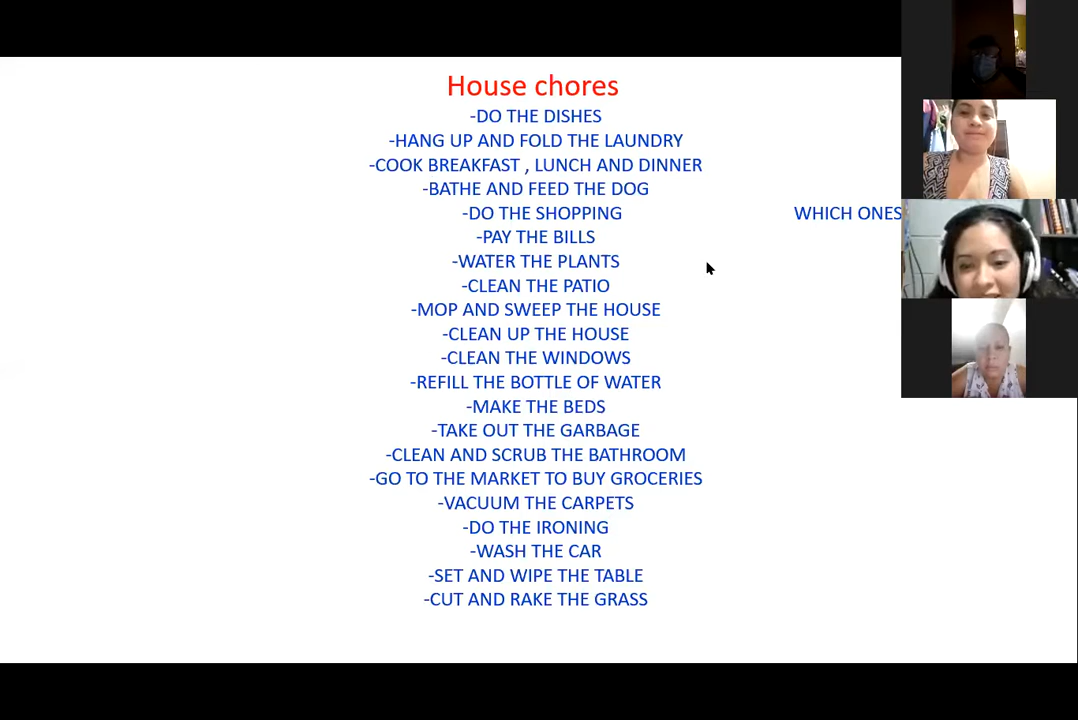 House chores
-DO THE DISHES
-HANG UP AND FOLD THE LAUNDRY
-COOK BREAKFAST , LUNCH AND DINNER
-BATHE AND FEED THE DOG
-DO THE SHOPPING
WHICH ONES
-PAY THE BILLS
-WATER THE PLANTS
-CLEAN THE PATIO
-MOP AND SWEEP THE HOUSE
-CLEAN UP THE HOUSE
-CLEAN THE WINDOWS
-REFILL THE BOTTLE OF WATER
-MAKE THE BEDS
-TAKE OUT THE GARBAGE
-CLEAN AND SCRUB THE BATHROOM
-GO TO THE MARKET TO BUY GROCERIES
-VACUUM THE CARPETS
-DO THE IRONING
-WASH THE CAR
-SET AND WIPE THE TABLE
-CUT AND RAKE THE GRASS